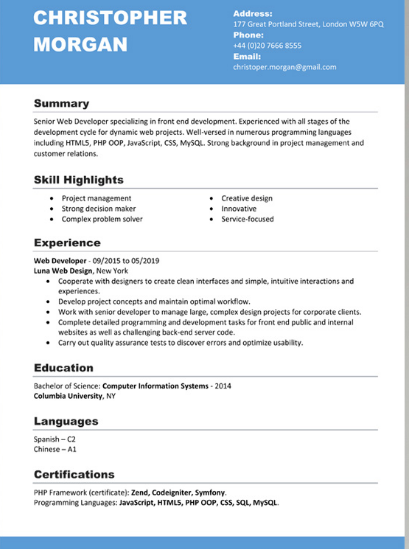 CHRISTOPHER
MORGAN
Address:
177 Great Portland Street, London W5W 6PQ
Phone:
+44 (0)20 7666 8555
Email:
christoper.morgan@gmail.com
Summary
Senior Web Developer specializing in front end development. Experienced with all stages of the
development cycle for dynamic web projects. Well-versed in numerous programming languages
including HTML5, PHP OOP, JavaScript, CSS, MySQL. Strong background in project management and
customer relations.
Skill Highlights
• Project management
• Strong decision maker
• Complex problem solver
• Creative design
• Innovative
• Service-focused
Experience
Web Developer - 09/2015 to 05/2019
Luna Web Design, New York
• Cooperate with designers to create clean interfaces and simple, intuitive interactions and
experiences.
• Develop project concepts and maintain optimal workflow.
• Work with senior developer to manage large, complex design projects for corporate clients.
• Complete detailed programming and development tasks for front end public and internal
websites as well as challenging back-end server code.
• Carry out quality assurance tests to discover errors and optimize usability.
Education
Bachelor of Science: Computer Information Systems - 2014
Columbia University, NY
Languages
Spanish – C2
Chinese – A1
Certifications
PHP Framework (certificate): Zend, Codeigniter, Symfony.
Programming Languages: JavaScript, HTML5, PHP OOP, CSS, SQL, MySQL.